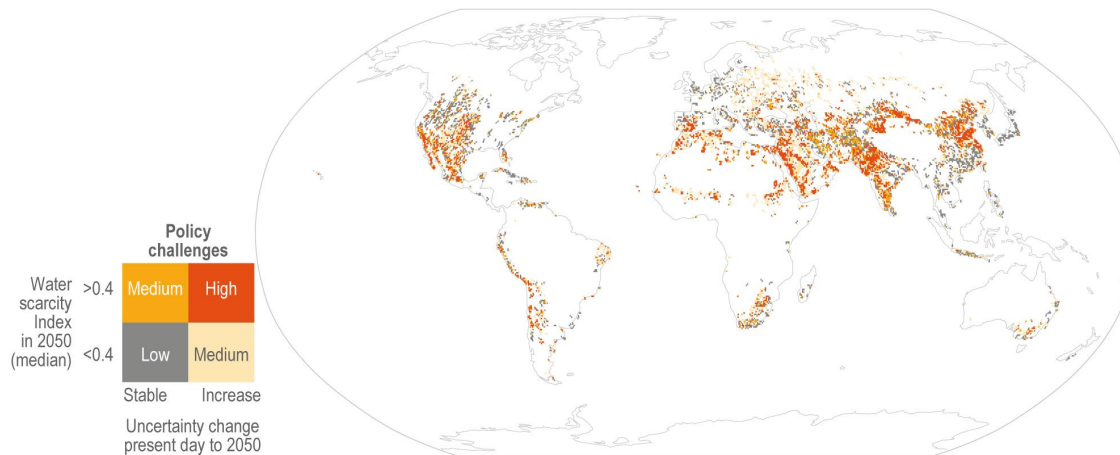 Policy
challenges
Water
scarcity
Index
in 2050
(median)
>0.4
Medium
High
<0.4
Low
Medium
Stable
Increase
Uncertainty change
present day to 2050